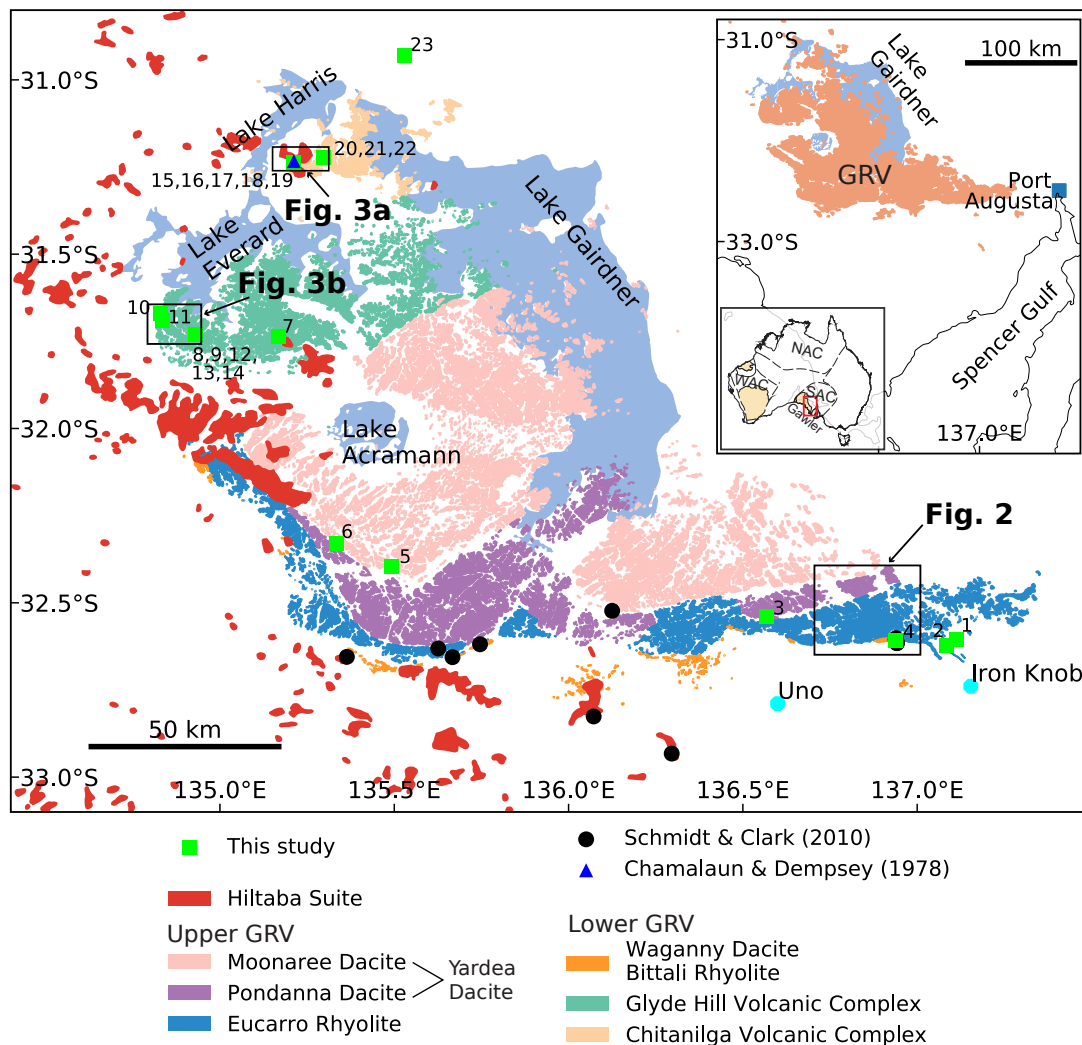 23
-31.0°S
Lake Harris
20,21,22
15,16,17,18,19
Fig. 3a
Lake Gairdner
-31.5°S
Lake
Everard
Fig. 3b
10
11
7
8,9,12,
13,14
-32.0°S
Lake
Acramann
Fig. 2
6
5
-32.5°S
3
4
2
1
Uno
Iron Knob
50 km
-33.0°S
135.0°E
135.5°E
136.0°E
136.5°E
137.0°E
-31.0°S
100 km
Lake
Gairdner
GRV
Port
Augusta
-33.0°S
Spencer Gulf
NAC
WAC
SAC
Gawler
137.0°E
This study
Schmidt & Clark (2010)
Chamalaun & Dempsey (1978)
Hiltaba Suite
Upper GRV
Moonaree Dacite
Pondanna Dacite
Yardea
Dacite
Eucarro Rhyolite
Lower GRV
Waganny Dacite
Bittali Rhyolite
Glyde Hill Volcanic Complex
Chitanilga Volcanic Complex